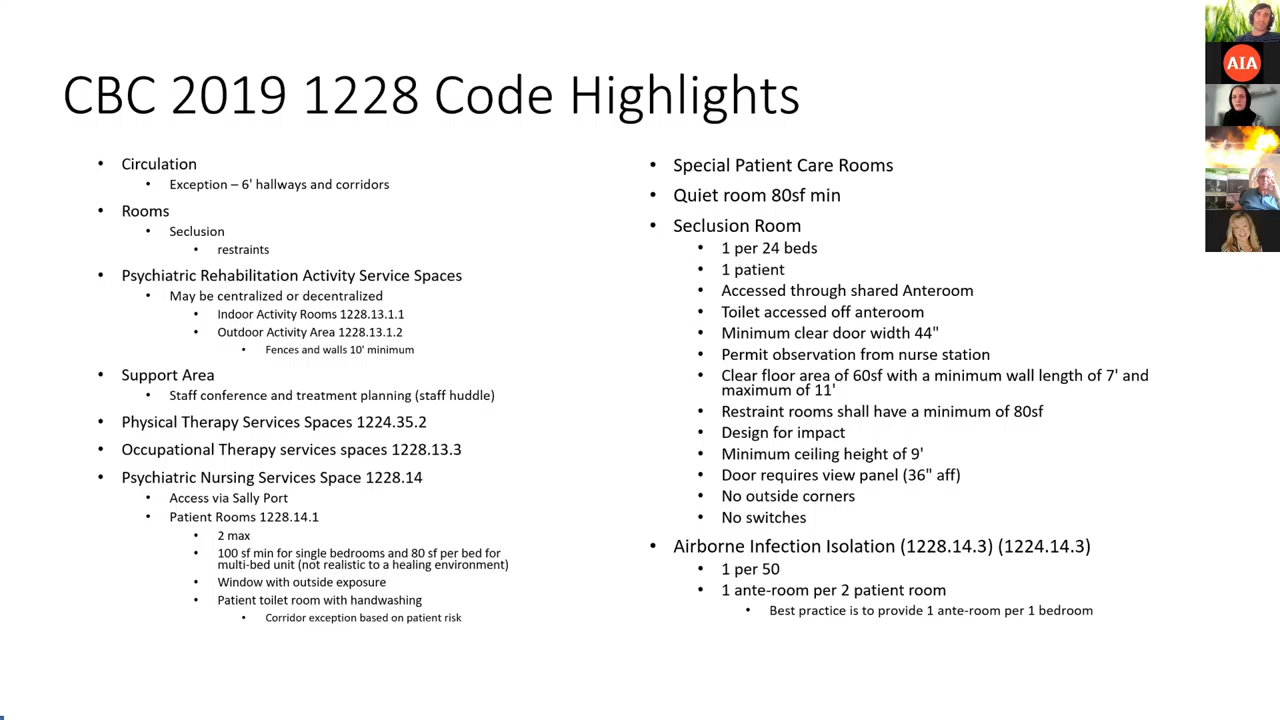 CBC 2019 1228 Code Highlights
• Circulation
• Exception – 6' hallways and corridors
• Rooms
• Seclusion
• restraints
• Psychiatric Rehabilitation Activity Service Spaces
• May be centralized or decentralized
• Indoor Activity Rooms 1228.13.1.1
• Outdoor Activity Area 1228.13.1.2
• Fences and walls 10' minimum
• Support Area
• Staff conference and treatment planning (staff huddle)
• Physical Therapy Services Spaces 1224.35.2
• Occupational Therapy services spaces 1228.13.3
• Psychiatric Nursing Services Space 1228.14
• Access via Sally Port
• Patient Rooms 1228.14.1
• 2 max
• 100 sf min for single bedrooms and 80 sf per bed for
multi-bed unit (not realistic to a healing environment)
• Window with outside exposure
• Patient toilet room with handwashing
• Corridor exception based on patient risk
• Special Patient Care Rooms
• Quiet room 80sf min
• Seclusion Room
• 1 per 24 beds
• 1 patient
• Accessed through shared Anteroom
• Toilet accessed off anteroom
• Minimum clear door width 44"
• Permit observation from nurse station
• Clear floor area of 60sf with a minimum wall length of 7' and
maximum of 11'
• Restraint rooms shall have a minimum of 80sf
• Design for impact
• Minimum ceiling height of 9'
• Door requires view panel (36" aff)
• No outside corners
• No switches
• Airborne Infection Isolation (1228.14.3) (1224.14.3)
• 1 per 50
• 1 ante-room per 2 patient room
• Best practice is to provide 1 ante-room per 1 bedroom
AIA